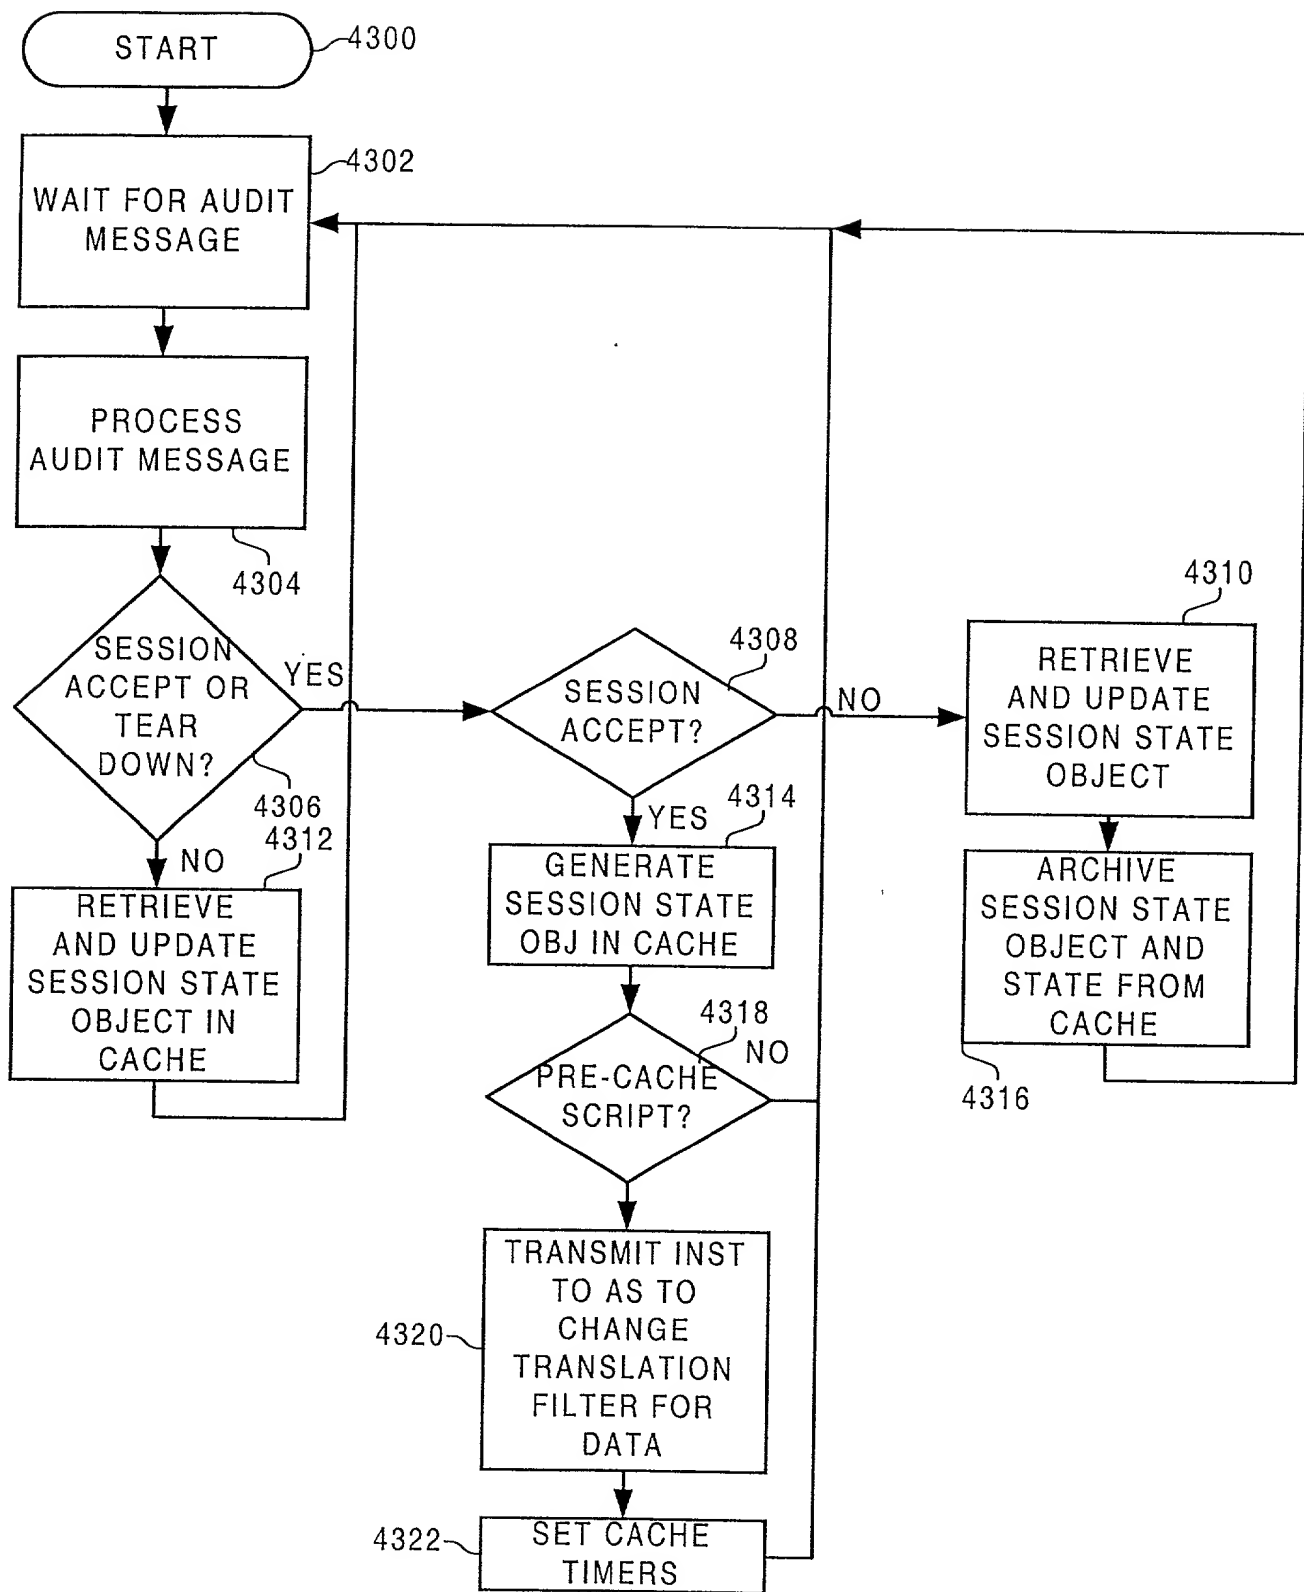 START
4300
4302
WAIT FOR AUDIT
MESSAGE
PROCESS
AUDIT MESSAGE
4304
SESSION
ACCEPT OR
TEAR
DOWN?
YES
4306
NO
4312
RETRIEVE
AND UPDATE
SESSION STATE
OBJECT IN
CACHE
4308
SESSION
ACCEPT?
NO
YES
4314
GENERATE
SESSION STATE
OBJ IN CACHE
4318
NO
PRE-CACHE
SCRIPT?
4320
TRANSMIT INST
TO AS TO
CHANGE
TRANSLATION
FILTER FOR
DATA
4322
SET CACHE
TIMERS
4310
RETRIEVE
AND UPDATE
SESSION STATE
OBJECT
ARCHIVE
SESSION STATE
OBJECT AND
STATE FROM
CACHE
4316